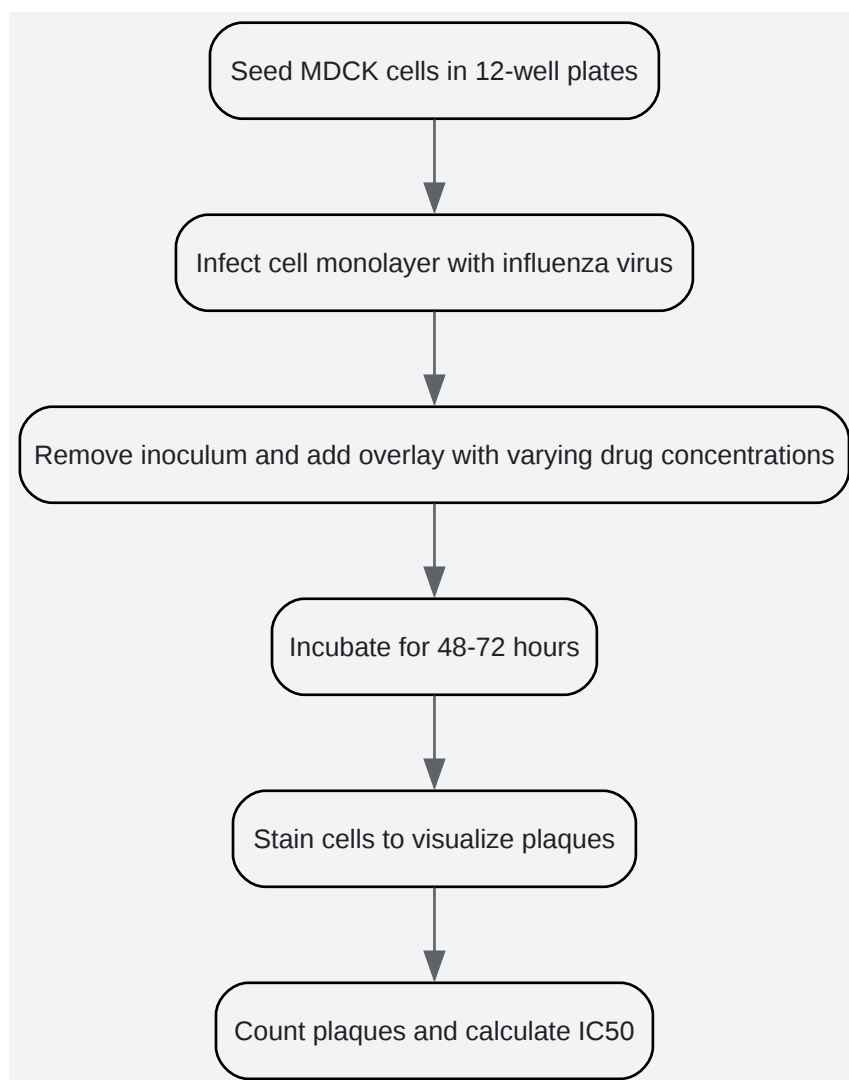 Seed MDCK cells in 12-well plates
Infect cell monolayer with influenza virus
Remove inoculum and add overlay with varying drug concentrations
Incubate for 48-72 hours
Stain cells to visualize plaques
Count plaques and calculate IC50